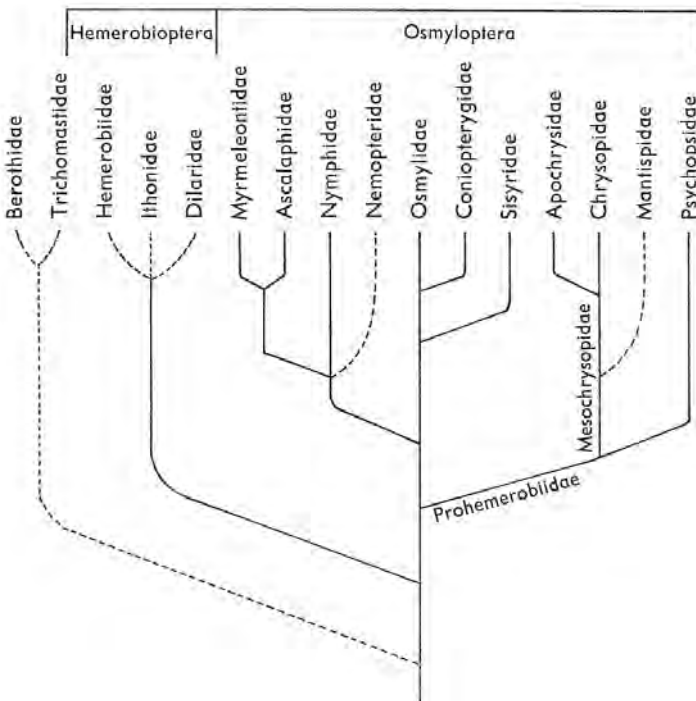 Hemerobioptera
Osmyloptera
Berothidae
Trichomastidae
Hemerobiidae
Ithonidae
Dilaridae
Myrmeleontidae
Ascalaphidae
Nymphidae
Nemopteridae
Osmylidae
Coniopterygidae
Sisyridae
Apochrysidae
Chrysopidae
Mantispidae
Psychopsidae
Mesochrysopidae
Prohemerobiidae